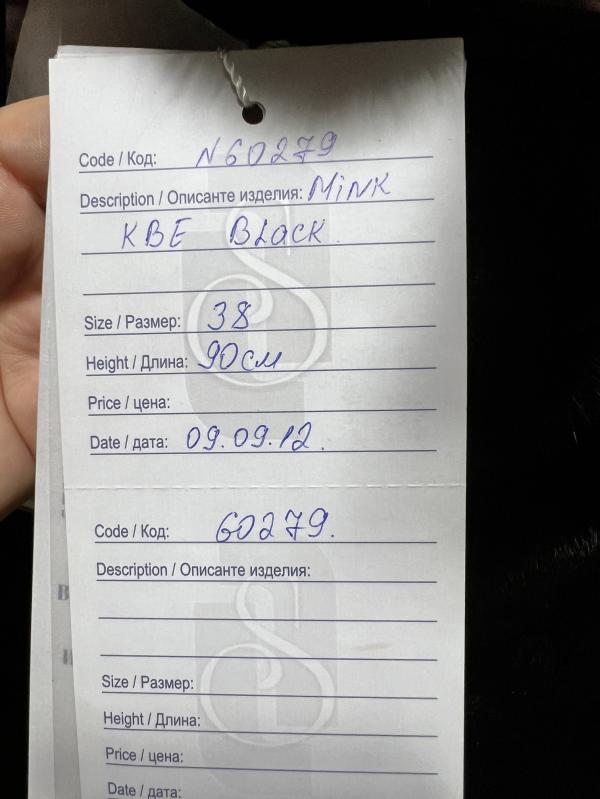 Code / Код: N60279
Description / Описанте изделия: Mink
KBE Black.
Size / Размер: 38
Height / Длина: 90см
Price / цена:
Date / дата: 09.09.12.
Code / Код: 60279.
Description / Описанте изделия:
Size / Размер:
Height / Длина:
Price / цена:
Date / дата: